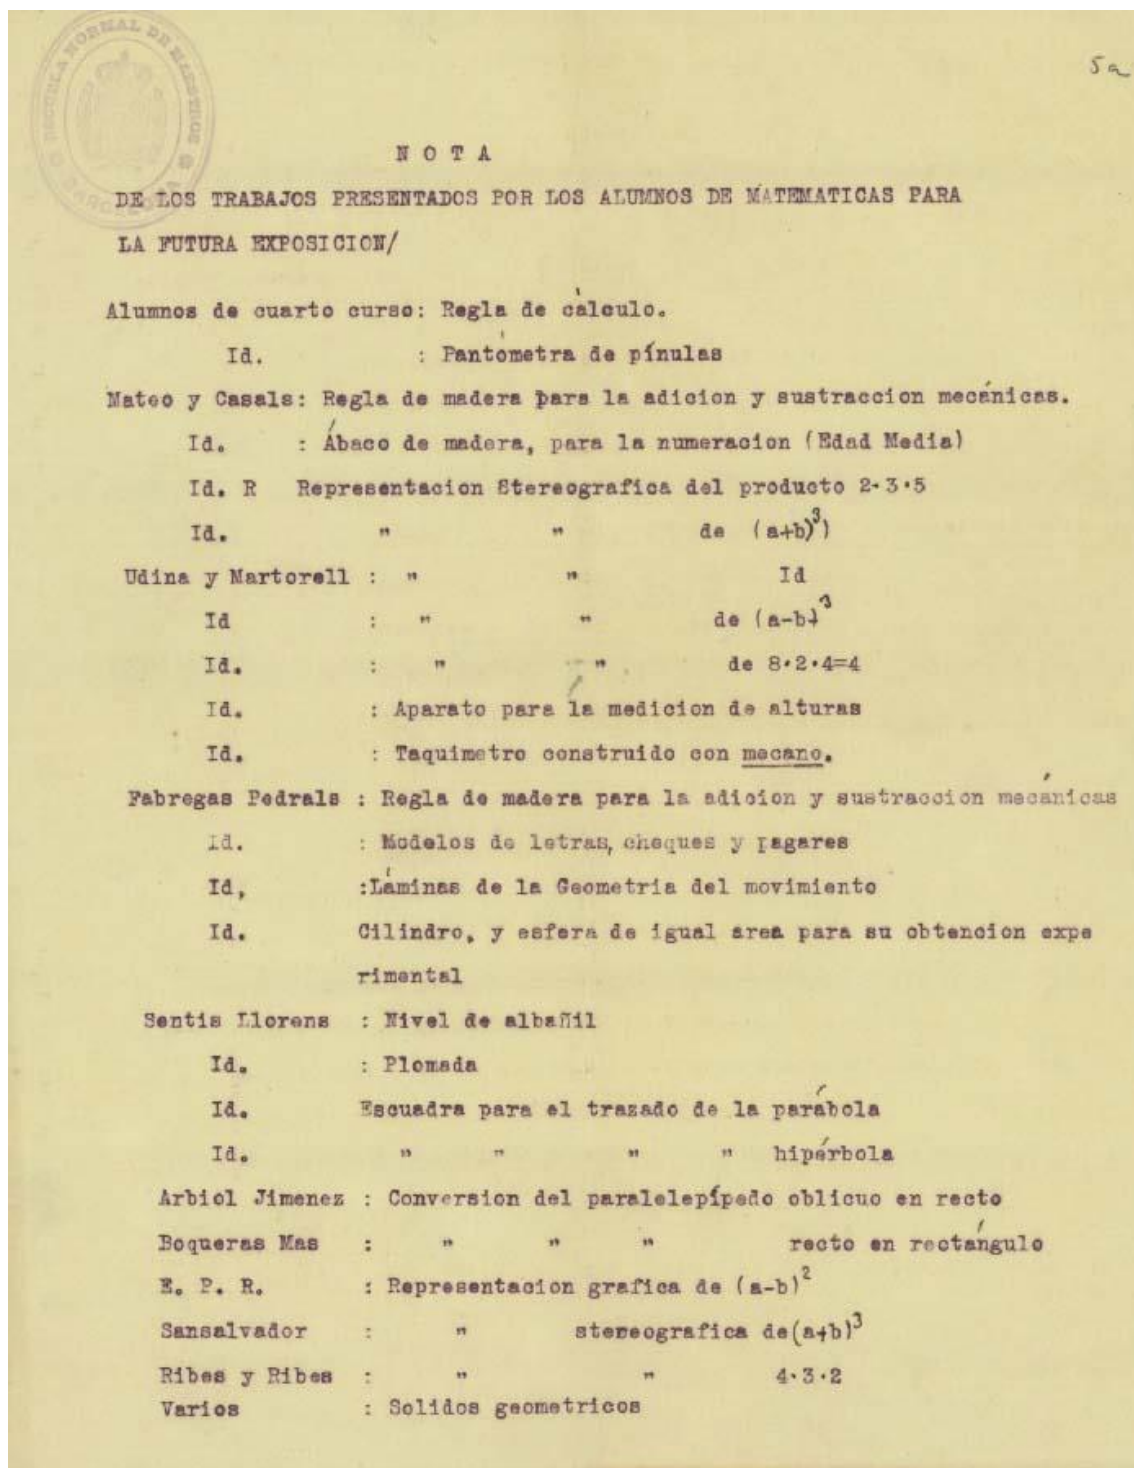 ESCUELA NORMAL DE MAESTROS
BARCELONA
5a
N O T A
DE LOS TRABAJOS PRESENTADOS POR LOS ALUMNOS DE MATEMATICAS PARA
LA FUTURA EXPOSICION/
Alumnos de cuarto curso: Regla de cálculo.
Id. : Pantómetra de pínulas
Mateo y Casals: Regla de madera para la adicion y sustraccion mecánicas.
Id. : Ábaco de madera, para la numeracion (Edad Media)
Id. R Representacion Stereografica del producto 2·3·5
Id. " " de (a+b)³)
Udina y Martorell : " " Id
Id : " " de (a-b)³
Id. : " " de 8·2·4=4
Id. : Aparato para la medicion de alturas
Id. : Taquimetro construido con mecano.
Fabregas Pedrals : Regla de madera para la adicion y sustraccion mecánicas
Id. : Modelos de letras, cheques y pagares
Id, :Láminas de la Geometria del movimiento
Id. Cilindro, y esfera de igual area para su obtencion expe
rimental
Sentis Llorens : Nivel de albañil
Id. : Plomada
Id. Escuadra para el trazado de la parábola
Id. " " " " hipérbola
Arbiol Jimenez : Conversion del paralelepípedo oblicuo en recto
Boqueras Mas : " " " recto en rectángulo
E. P. R. : Representacion grafica de (a-b)²
Sansalvador : " stereografica de(a+b)³
Ribes y Ribes : " " 4·3·2
Varios : Solidos geometricos